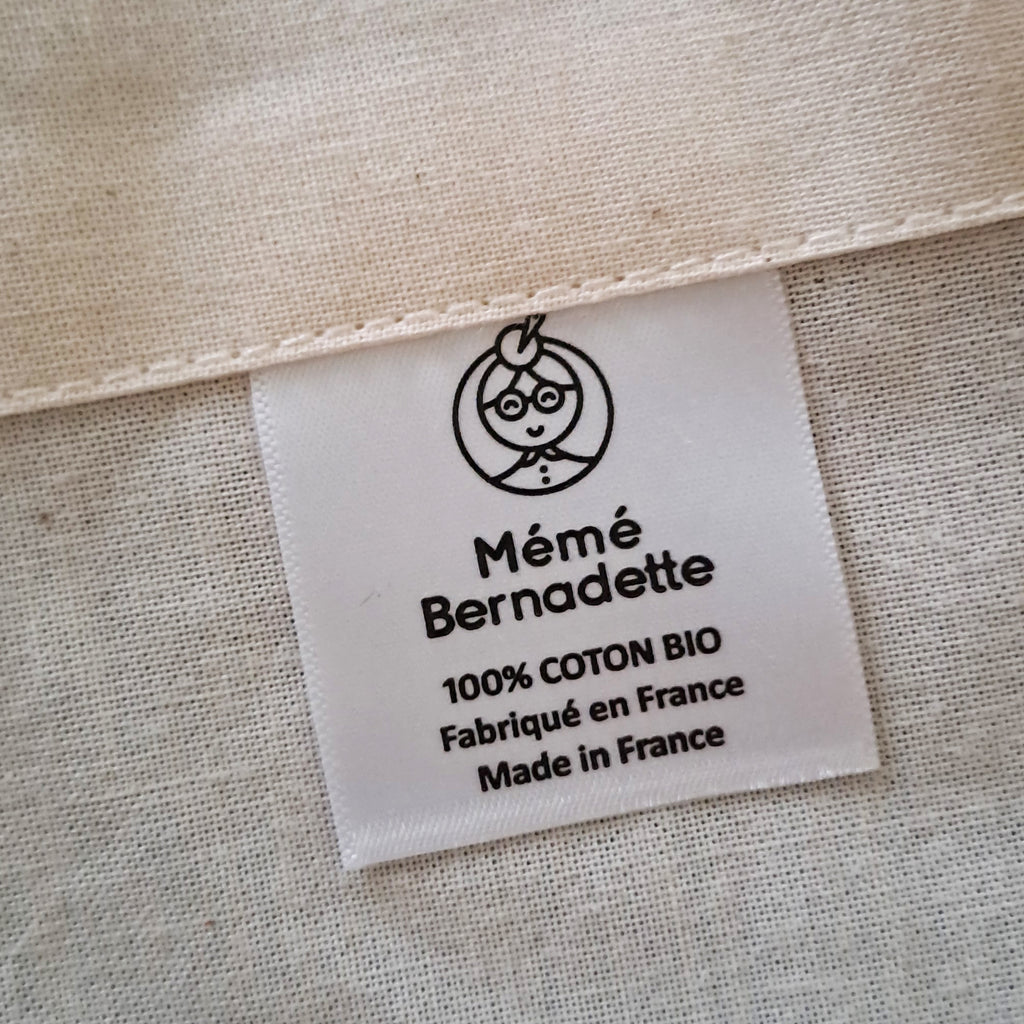 Mémé
Bernadette
100% COTON BIO
Fabriqué en France
Made in France